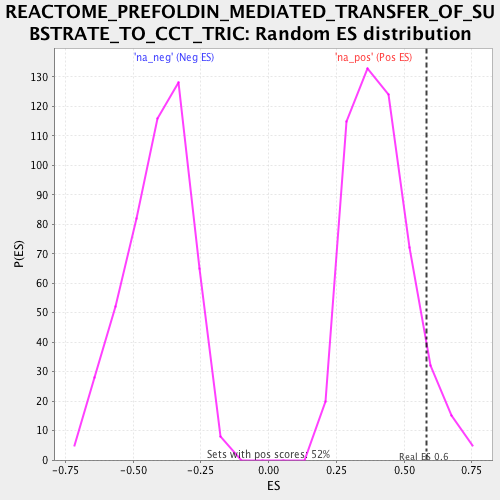 REACTOME_PREFOLDIN_MEDIATED_TRANSFER_OF_SU
BSTRATE_TO_CCT_TRIC: Random ES distribution
'na_neg' (Neg ES)
'na_pos' (Pos ES)
130
120
110
100
90
80
70
60
50
40
30
20
10
0
P(ES)
Sets with pos scores: 52%
Real ES 0.6
-0.75
-0.50
-0.25
0.00
0.25
0.50
0.75
ES